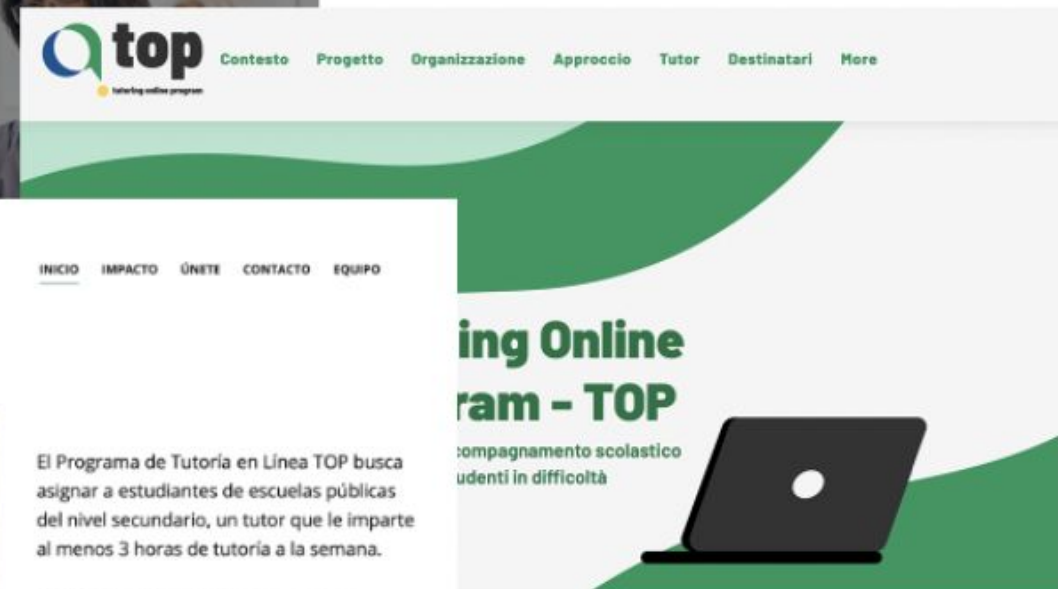 top
tutoring online program
Contesto Progetto Organizzazione Approccio Tutor Destinatari More
INICIO IMPACTO ÚNETE CONTACTO EQUIPO
ing Online
ram - TOP
compagnamento scolastico
udenti in difficoltà
El Programa de Tutoría en Línea TOP busca
asignar a estudiantes de escuelas públicas
del nivel secundario, un tutor que le imparte
al menos 3 horas de tutoría a la semana.